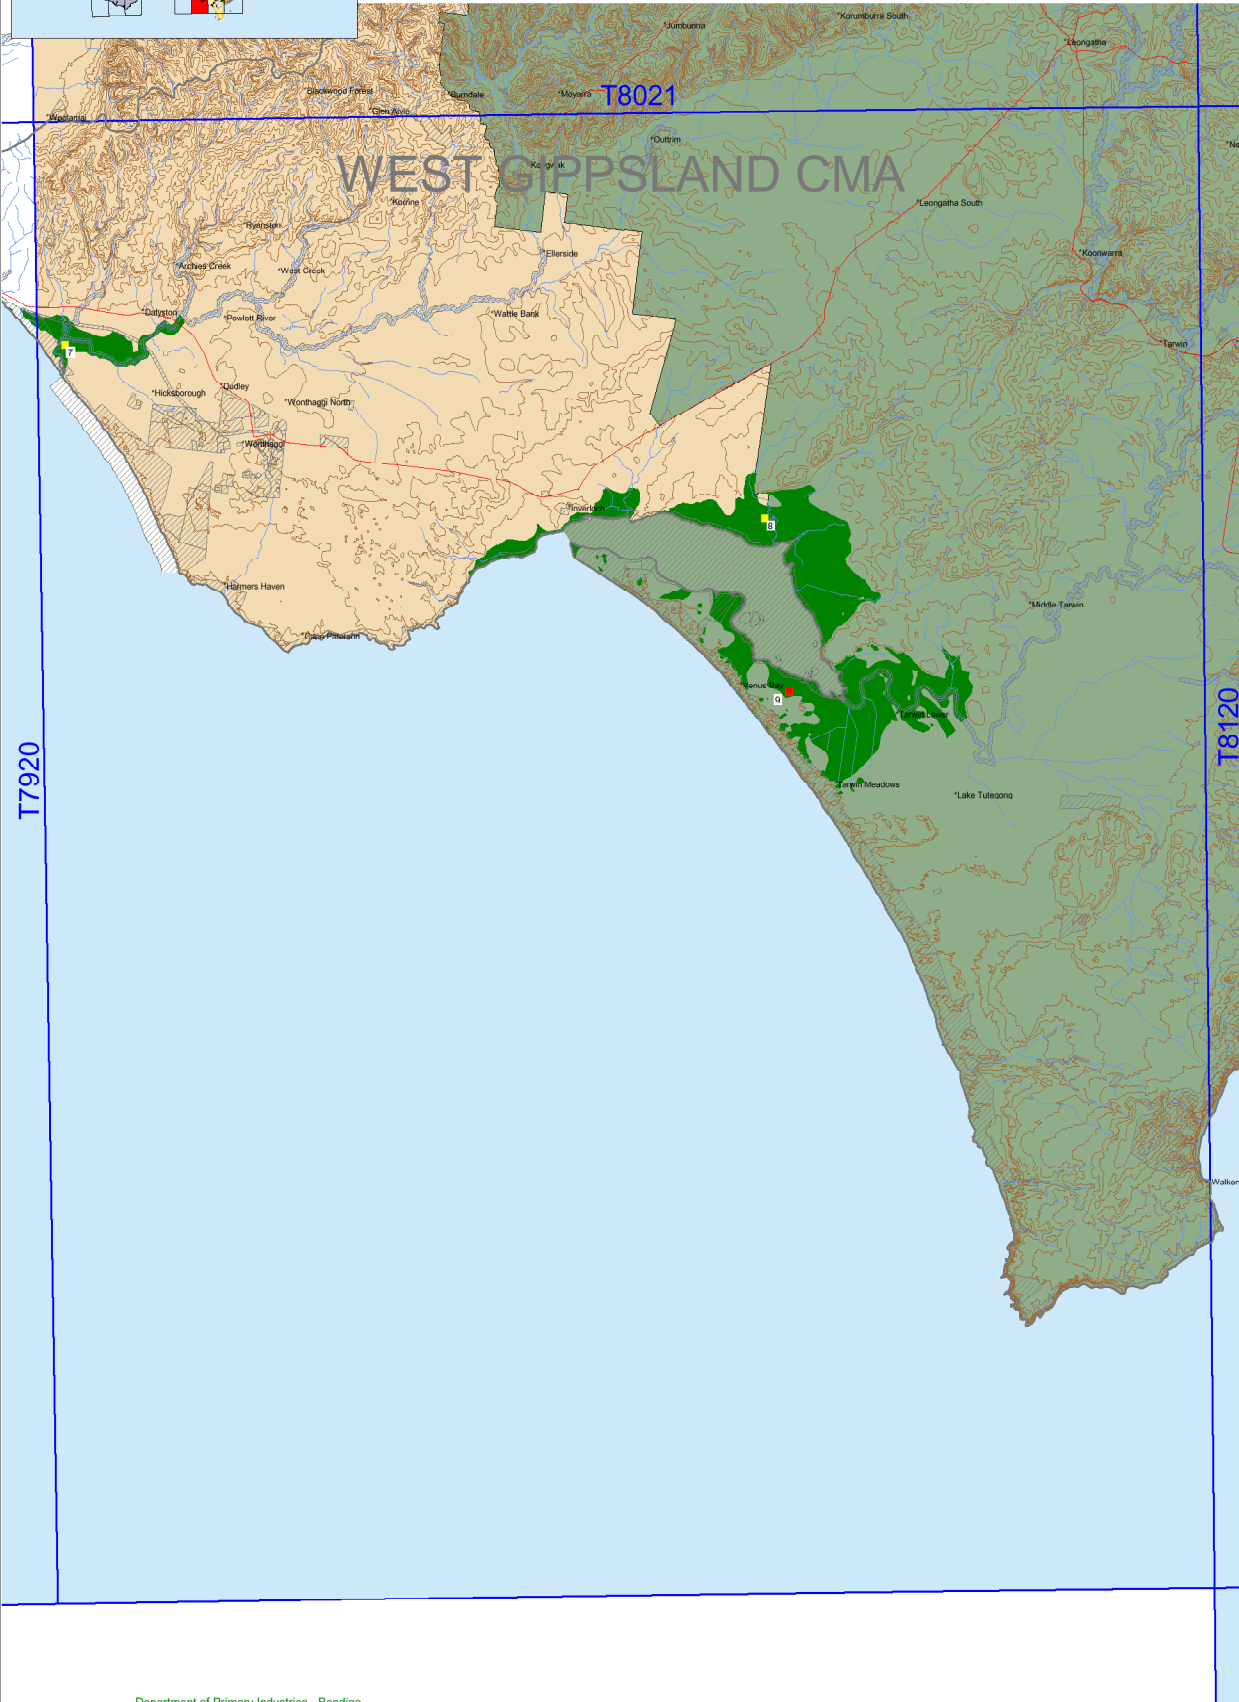 *Korumburra South
*Jumbunna
*Leongatha
*Blackwood Forest
*Burndale
*Moyarra
T8021
*Glen Alvie
*Woolamai
*Outtrim
WEST GIPPSLAND CMA
*Korrine
*Leongatha South
*Ryanston
*Ellerside
*Koonwarra
*Archies Creek
*West Creek
*Dalyston
*Powlett River
*Wattle Bank
*Tarwin
7
*Dudley
*Hicksborough
*Wonthaggi North
*Wonthaggi
*Inverloch
8
*Harmers Haven
*Middle Tarwin
*Cape Paterson
*Venus Bay
9
*Tarwin Lower
T7920
T8120
*Tarwin Meadows
*Lake Tutegong
Department of Primary Industries - Bendigo